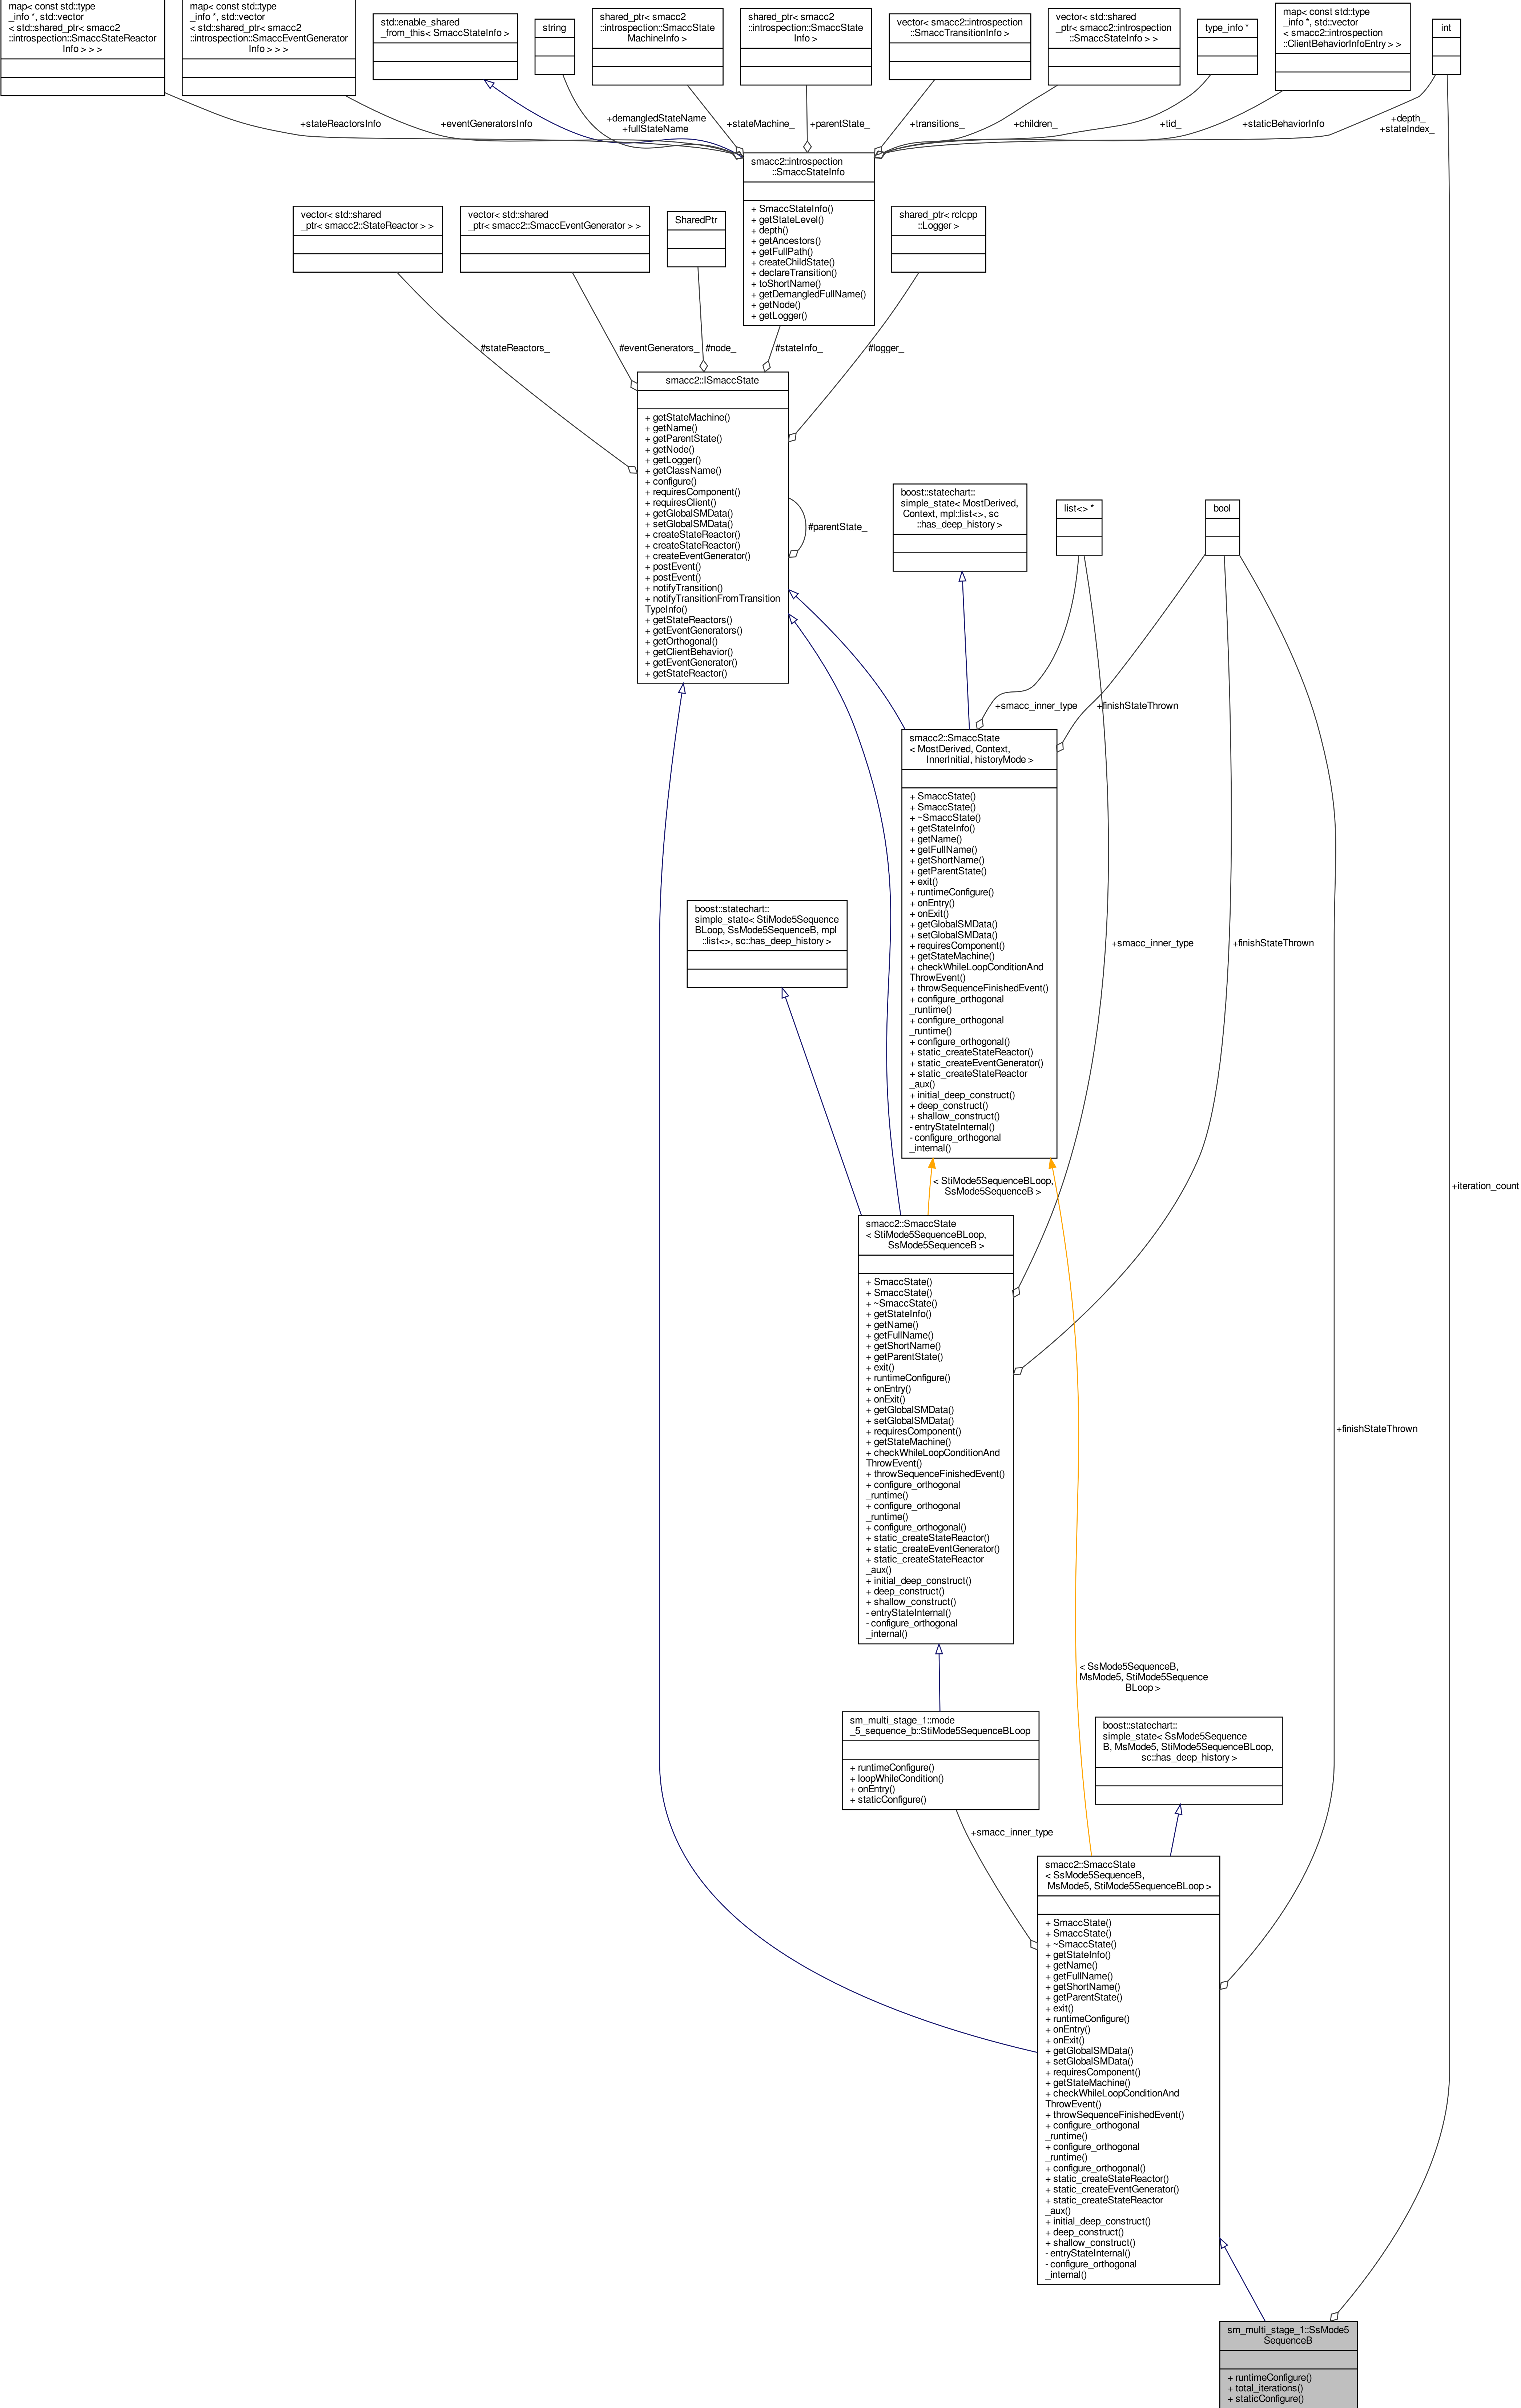 map< const std::type
_info *, std::vector
< std::shared_ptr< smacc2
::introspection::SmaccStateReactor
Info > > >
map< const std::type
_info *, std::vector
< std::shared_ptr< smacc2
::introspection::SmaccEventGenerator
Info > > >
std::enable_shared
_from_this< SmaccStateInfo >
string
shared_ptr< smacc2
::introspection::SmaccState
MachineInfo >
shared_ptr< smacc2
::introspection::SmaccState
Info >
vector< smacc2::introspection
::SmaccTransitionInfo >
vector< std::shared
_ptr< smacc2::introspection
::SmaccStateInfo > >
type_info *
map< const std::type
_info *, std::vector
< smacc2::introspection
::ClientBehaviorInfoEntry > >
int
+stateReactorsInfo
+eventGeneratorsInfo
+demangledStateName
+fullStateName
+stateMachine_
+parentState_
+transitions_
+children_
+tid_
+staticBehaviorInfo
+depth_
+stateIndex_
smacc2::introspection
::SmaccStateInfo
+ SmaccStateInfo()
+ getStateLevel()
+ depth()
+ getAncestors()
+ getFullPath()
+ createChildState()
+ declareTransition()
+ toShortName()
+ getDemangledFullName()
+ getNode()
+ getLogger()
vector< std::shared
_ptr< smacc2::StateReactor > >
vector< std::shared
_ptr< smacc2::SmaccEventGenerator > >
SharedPtr
shared_ptr< rclcpp
::Logger >
#stateReactors_
#eventGenerators_
#node_
#stateInfo_
#logger_
smacc2::ISmaccState
+ getStateMachine()
+ getName()
+ getParentState()
+ getNode()
+ getLogger()
+ getClassName()
+ configure()
+ requiresComponent()
+ requiresClient()
+ getGlobalSMData()
+ setGlobalSMData()
+ createStateReactor()
+ createStateReactor()
+ createEventGenerator()
+ postEvent()
+ postEvent()
+ notifyTransition()
+ notifyTransitionFromTransition
TypeInfo()
+ getStateReactors()
+ getEventGenerators()
+ getOrthogonal()
+ getClientBehavior()
+ getEventGenerator()
+ getStateReactor()
#parentState_
boost::statechart::
simple_state< MostDerived,
Context, mpl::list<>, sc
::has_deep_history >
list<> *
bool
+smacc_inner_type
+finishStateThrown
smacc2::SmaccState
< MostDerived, Context,
InnerInitial, historyMode >
+ SmaccState()
+ SmaccState()
+ ~SmaccState()
+ getStateInfo()
+ getName()
+ getFullName()
+ getShortName()
+ getParentState()
+ exit()
+ runtimeConfigure()
+ onEntry()
+ onExit()
+ getGlobalSMData()
+ setGlobalSMData()
+ requiresComponent()
+ getStateMachine()
+ checkWhileLoopConditionAnd
ThrowEvent()
+ throwSequenceFinishedEvent()
+ configure_orthogonal
_runtime()
+ configure_orthogonal
_runtime()
+ configure_orthogonal()
+ static_createStateReactor()
+ static_createEventGenerator()
+ static_createStateReactor
_aux()
+ initial_deep_construct()
+ deep_construct()
+ shallow_construct()
- entryStateInternal()
- configure_orthogonal
_internal()
boost::statechart::
simple_state< StiMode5Sequence
BLoop, SsMode5SequenceB, mpl
::list<>, sc::has_deep_history >
+smacc_inner_type
+finishStateThrown
< StiMode5SequenceBLoop,
SsMode5SequenceB >
+iteration_count
smacc2::SmaccState
< StiMode5SequenceBLoop,
SsMode5SequenceB >
+ SmaccState()
+ SmaccState()
+ ~SmaccState()
+ getStateInfo()
+ getName()
+ getFullName()
+ getShortName()
+ getParentState()
+ exit()
+ runtimeConfigure()
+ onEntry()
+ onExit()
+ getGlobalSMData()
+ setGlobalSMData()
+ requiresComponent()
+ getStateMachine()
+ checkWhileLoopConditionAnd
ThrowEvent()
+ throwSequenceFinishedEvent()
+ configure_orthogonal
_runtime()
+ configure_orthogonal
_runtime()
+ configure_orthogonal()
+ static_createStateReactor()
+ static_createEventGenerator()
+ static_createStateReactor
_aux()
+ initial_deep_construct()
+ deep_construct()
+ shallow_construct()
- entryStateInternal()
- configure_orthogonal
_internal()
+finishStateThrown
< SsMode5SequenceB,
MsMode5, StiMode5Sequence
BLoop >
sm_multi_stage_1::mode
_5_sequence_b::StiMode5SequenceBLoop
+ runtimeConfigure()
+ loopWhileCondition()
+ onEntry()
+ staticConfigure()
boost::statechart::
simple_state< SsMode5Sequence
B, MsMode5, StiMode5SequenceBLoop,
sc::has_deep_history >
+smacc_inner_type
smacc2::SmaccState
< SsMode5SequenceB,
MsMode5, StiMode5SequenceBLoop >
+ SmaccState()
+ SmaccState()
+ ~SmaccState()
+ getStateInfo()
+ getName()
+ getFullName()
+ getShortName()
+ getParentState()
+ exit()
+ runtimeConfigure()
+ onEntry()
+ onExit()
+ getGlobalSMData()
+ setGlobalSMData()
+ requiresComponent()
+ getStateMachine()
+ checkWhileLoopConditionAnd
ThrowEvent()
+ throwSequenceFinishedEvent()
+ configure_orthogonal
_runtime()
+ configure_orthogonal
_runtime()
+ configure_orthogonal()
+ static_createStateReactor()
+ static_createEventGenerator()
+ static_createStateReactor
_aux()
+ initial_deep_construct()
+ deep_construct()
+ shallow_construct()
- entryStateInternal()
- configure_orthogonal
_internal()
sm_multi_stage_1::SsMode5
SequenceB
+ runtimeConfigure()
+ total_iterations()
+ staticConfigure()